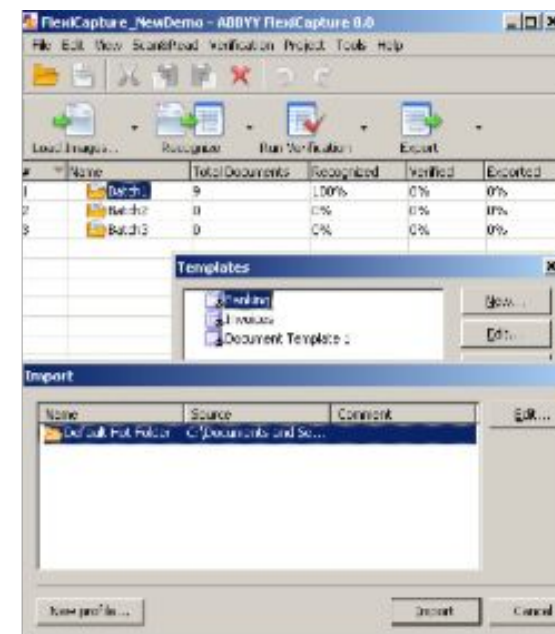 FlexiCapture_NewDemo - ABBYY FlexiCapture 8.0
File Edit View Scan&Read Verification Project Tools Help
Load Images... Recognize Run Verification Export
# Name Total Documents Recognized Verified Exported
1 Batch1 9 100% 0% 0%
2 Batch2 0 0% 0% 0%
3 Batch3 0 0% 0% 0%
Templates
Banking
Invoices
Document Template 1
New...
Edit...
Import
Name Source Comment
Default Hot Folder C:\Documents and Se...
Edit...
New profile... Import Cancel